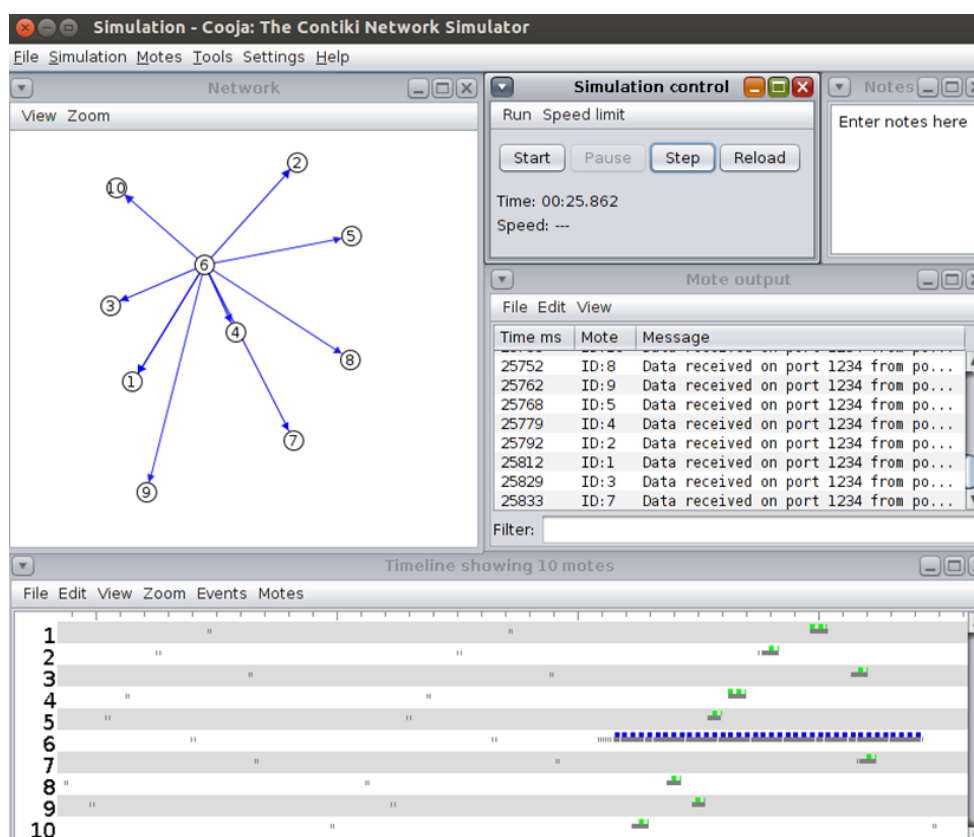 Simulation - Cooja: The Contiki Network Simulator
File Simulation Motes Tools Settings Help
Network
View Zoom
2
10
5
6
3
4
8
1
7
9
Simulation control
Run Speed limit
Start Pause Step Reload
Time: 00:25.862
Speed: ---
Notes
Enter notes here
Mote output
File Edit View
Time ms Mote Message
25752 ID:8 Data received on port 1234 from po...
25762 ID:9 Data received on port 1234 from po...
25768 ID:5 Data received on port 1234 from po...
25779 ID:4 Data received on port 1234 from po...
25792 ID:2 Data received on port 1234 from po...
25812 ID:1 Data received on port 1234 from po...
25829 ID:3 Data received on port 1234 from po...
25833 ID:7 Data received on port 1234 from po...
Filter:
Timeline showing 10 motes
File Edit View Zoom Events Motes
1
2
3
4
5
6
7
8
9
10